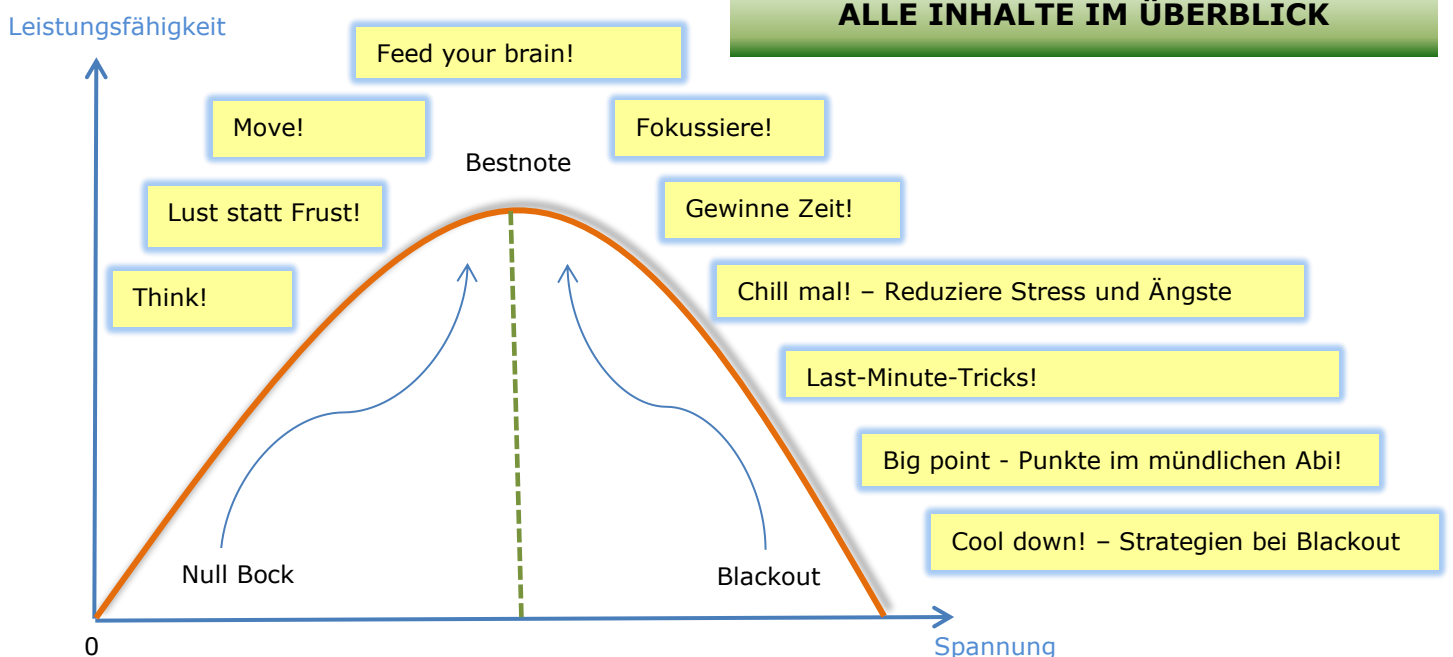 ALLE INHALTE IM ÜBERBLICK
Leistungsfähigkeit
Feed your brain!
Move!
Fokussiere!
Bestnote
Lust statt Frust!
Gewinne Zeit!
Think!
Chill mal! – Reduziere Stress und Ängste
Last-Minute-Tricks!
Big point - Punkte im mündlichen Abi!
Cool down! – Strategien bei Blackout
Null Bock
Blackout
0
Spannung